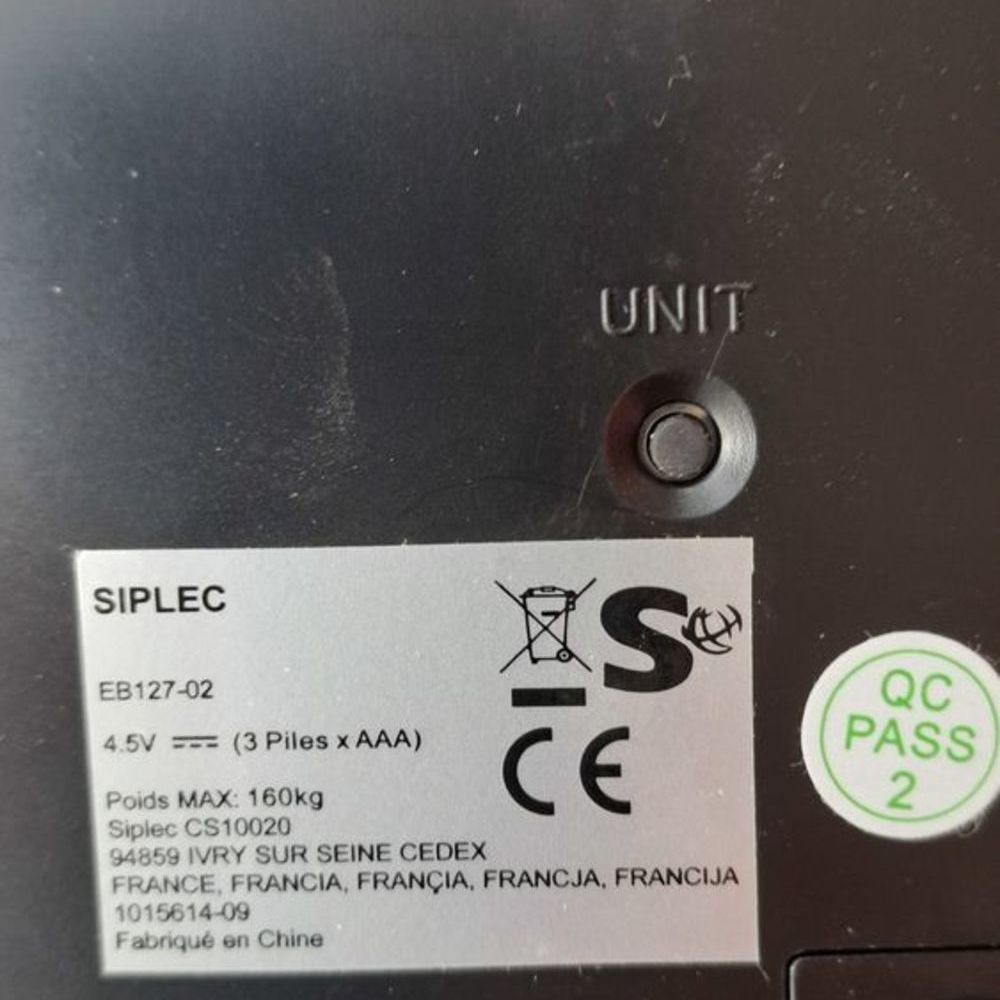 UNIT
SIPLEC
EB127-02
4.5V (3 Piles x AAA)
Poids MAX: 160kg
Siplec CS10020
94859 IVRY SUR SEINE CEDEX
FRANCE, FRANCIA, FRANÇIA, FRANCJA, FRANCIJA
1015614-09
Fabriqué en Chine
S
CE
QC
PASS
2